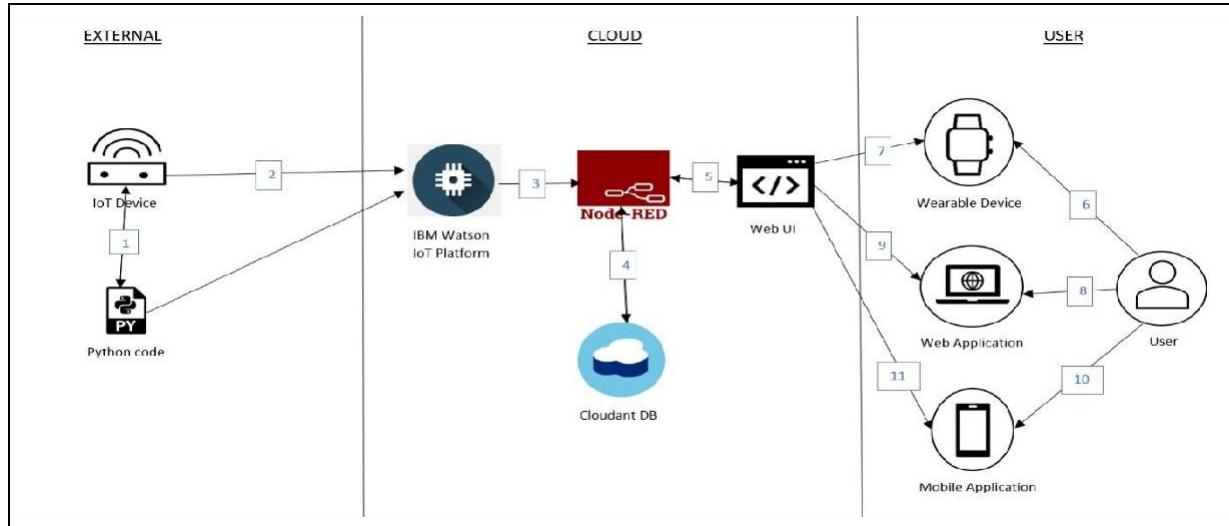 EXTERNAL
CLOUD
USER
7
2
3
5
Wearable Device
IoT Device
Node-RED
6
IBM Watson
IoT Platform
Web UI
1
9
4
8
PY
Python code
Web Application
User
11
10
Cloudant DB
Mobile Application